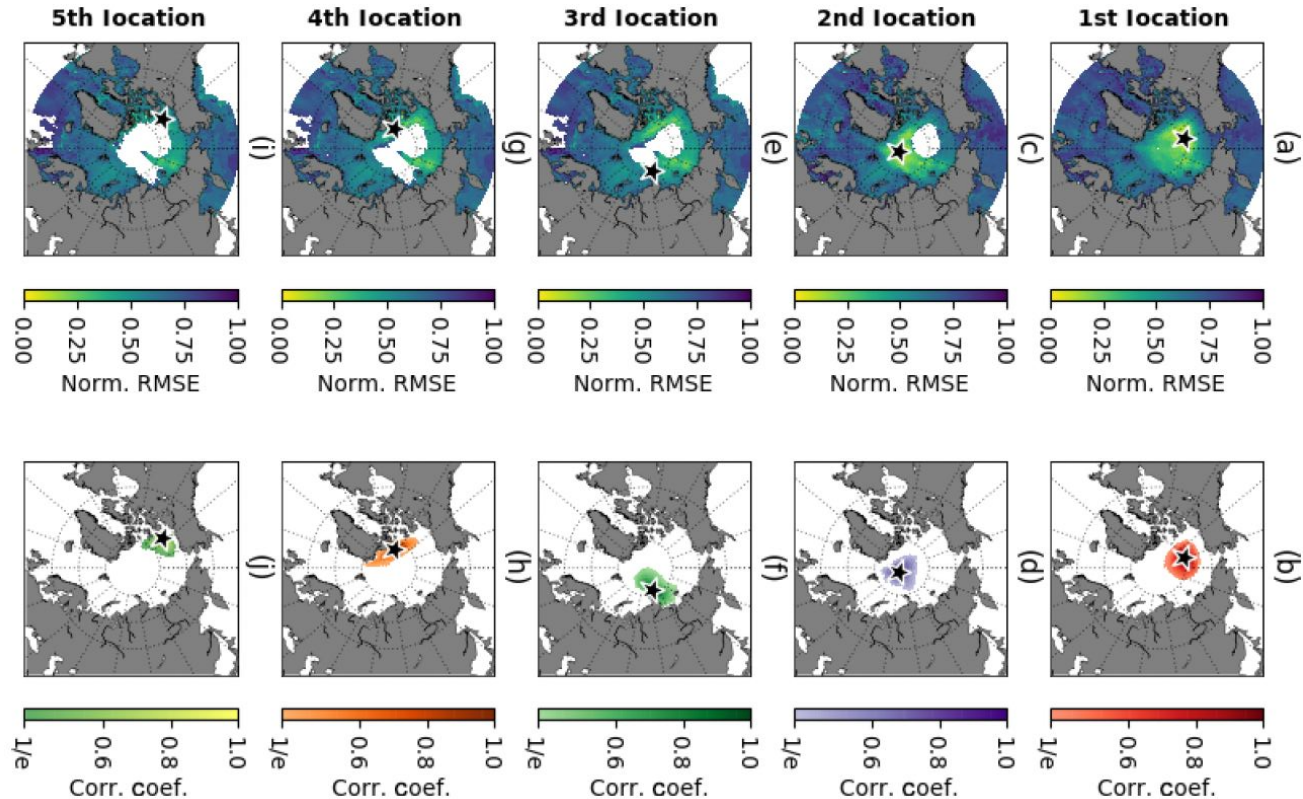 5th location 4th location 3rd location 2nd location 1st location
(i) (g) (e) (c) (a)
0.00 0.25 0.50 0.75 1.00 0.00 0.25 0.50 0.75 1.00 0.00 0.25 0.50 0.75 1.00 0.00 0.25 0.50 0.75 1.00 0.00 0.25 0.50 0.75 1.00
Norm. RMSE Norm. RMSE Norm. RMSE Norm. RMSE Norm. RMSE
(j) (h) (f) (d) (b)
1/e 0.6 0.8 1.0 1/e 0.6 0.8 1.0 1/e 0.6 0.8 1.0 1/e 0.6 0.8 1.0 1/e 0.6 0.8 1.0
Corr. coef. Corr. coef. Corr. coef. Corr. coef. Corr. coef.